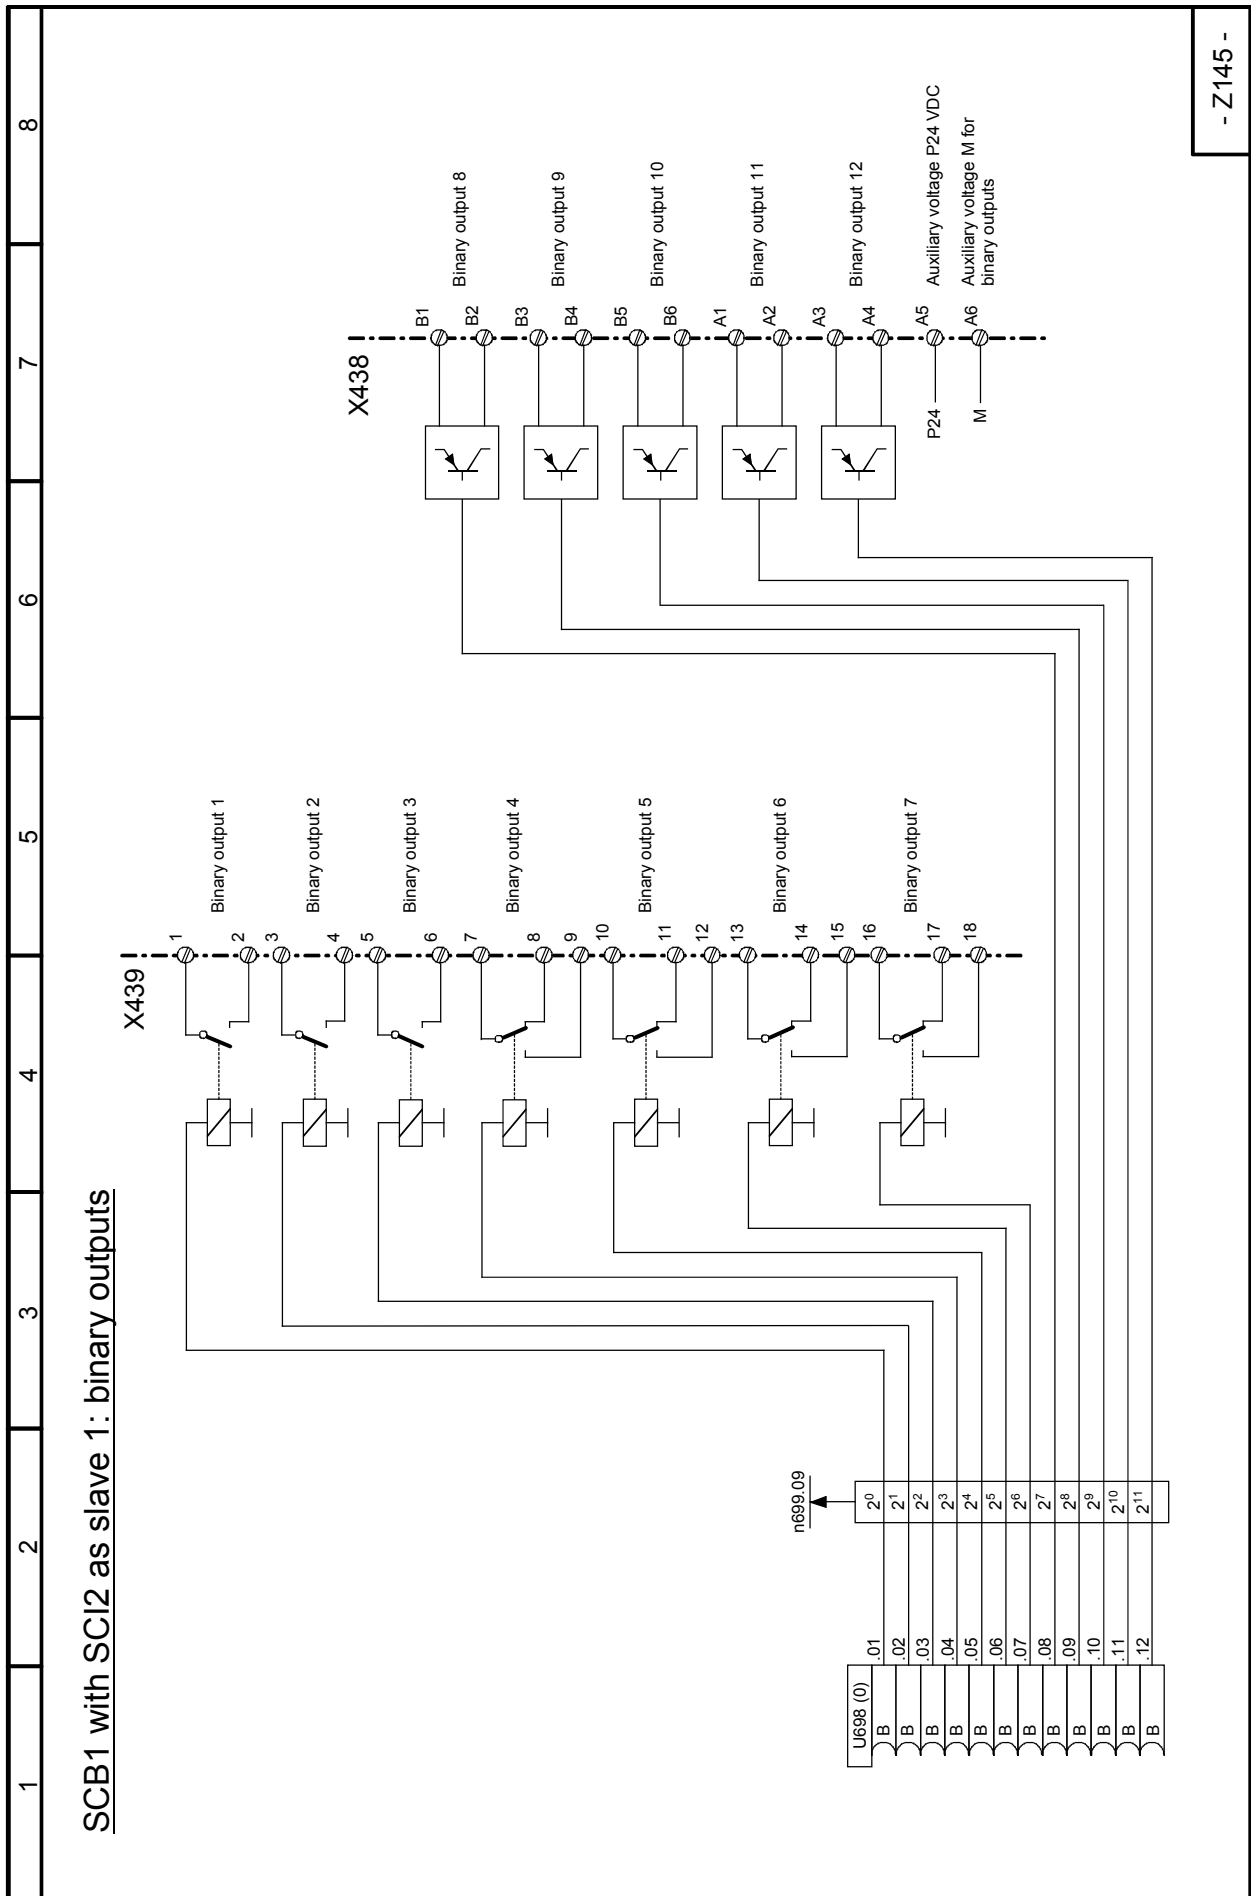 1
2
3
4
5
6
7
8
SCB1 with SCI2 as slave 1: binary outputs
X439
1
2
3
4
5
6
7
8
9
10
11
12
13
14
15
16
17
18
Binary output 1
Binary output 2
Binary output 3
Binary output 4
Binary output 5
Binary output 6
Binary output 7
X438
B1
B2
B3
B4
B5
B6
A1
A2
A3
A4
A5
A6
Binary output 8
Binary output 9
Binary output 10
Binary output 11
Binary output 12
Auxiliary voltage P24 VDC
Auxiliary voltage M for
binary outputs
P24
M
n699.09
2⁰
2¹
2²
2³
2⁴
2⁵
2⁶
2⁷
2⁸
2⁹
2¹⁰
2¹¹
U698 (0)
B .01
B .02
B .03
B .04
B .05
B .06
B .07
B .08
B .09
B .10
B .11
B .12
- Z145 -